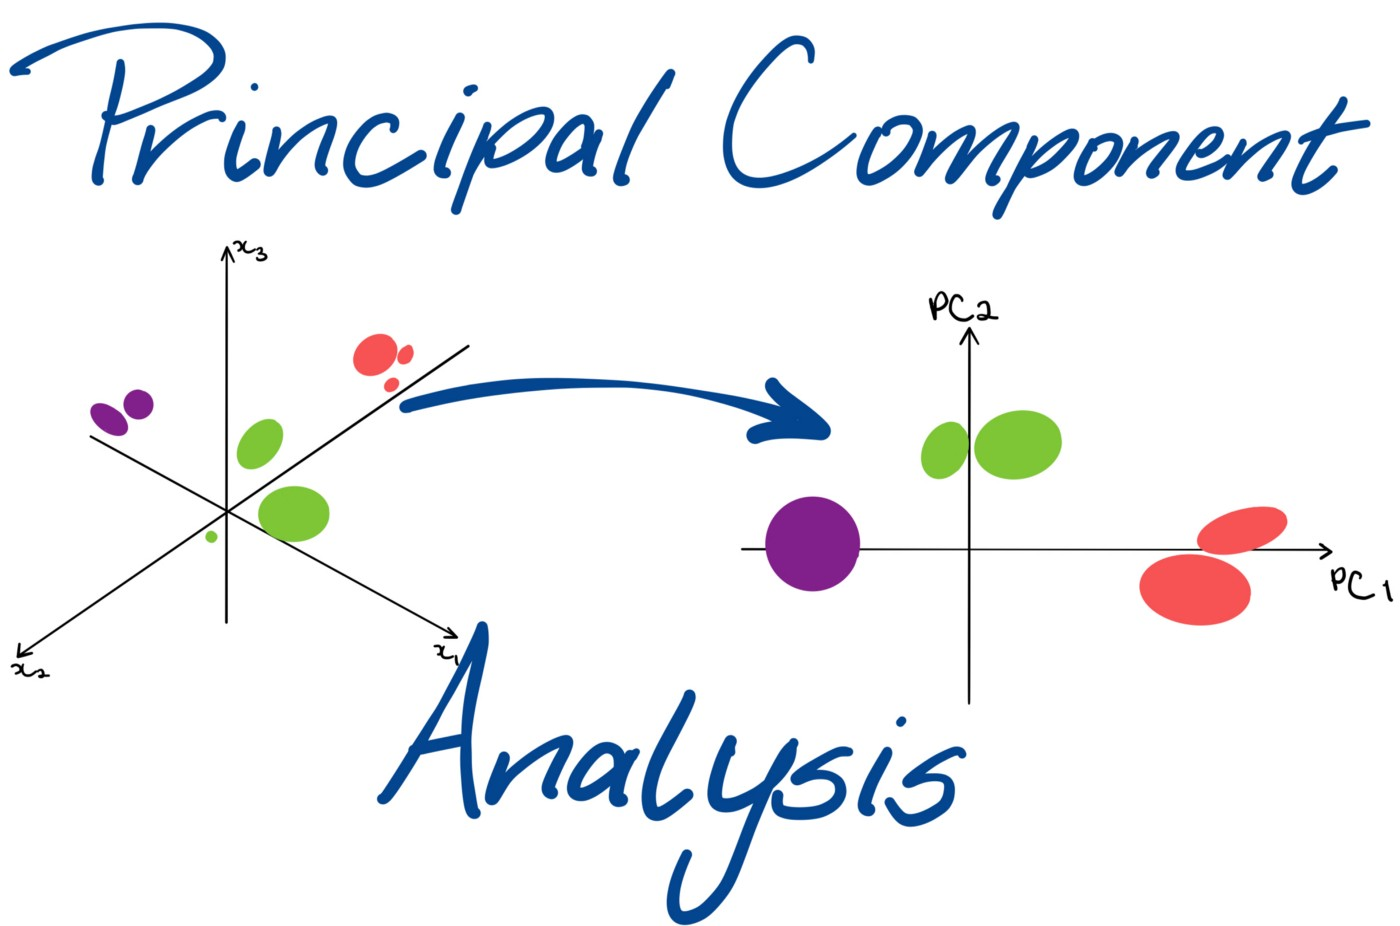 Principal Component
x₃
PC2
PC1
x₂
x₁
Analysis